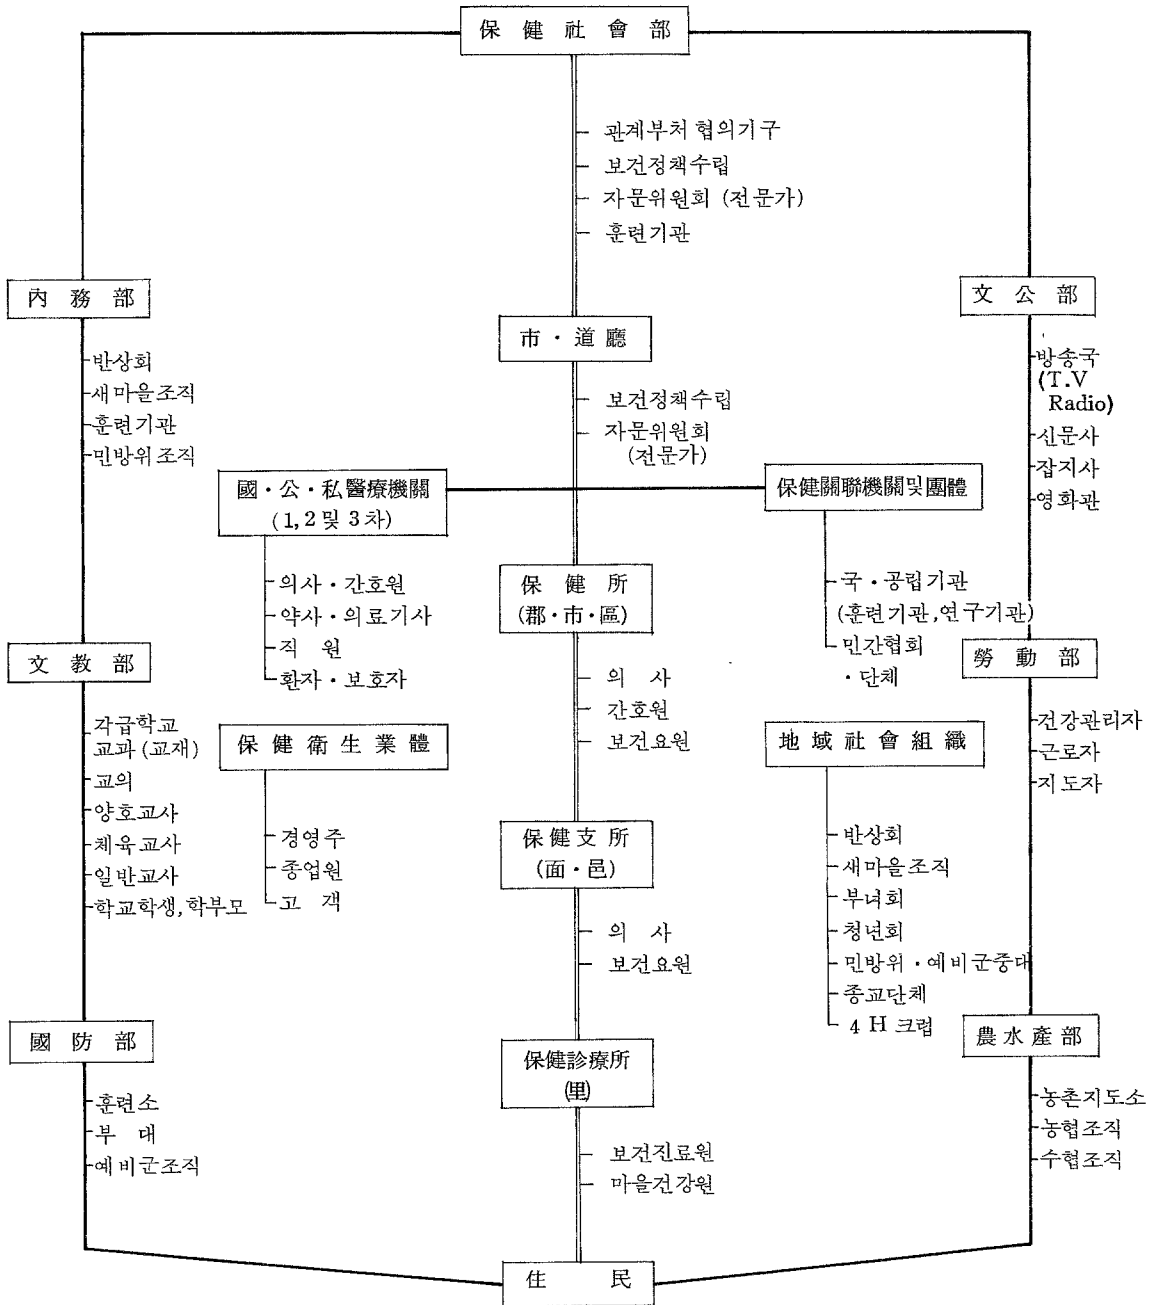 保健社會部
관계부처 협의기구
보건정책수립
자문위원회 (전문가)
훈련기관
內務部
반상회
새마을조직
훈련기관
민방위조직
文公部
방송국
(T.V
Radio)
신문사
잡지사
영화관
市·道廳
보건정책수립
자문위원회
(전문가)
國·公·私醫療機關
(1, 2 및 3차)
의사·간호원
약사·의료기사
직 원
환자·보호자
保健關聯機關및團體
국·공립기관
(훈련기관,연구기관)
민간협회
·단체
保健所
(郡·市·區)
의 사
간호원
보건요원
文教部
각급학교
교과 (교재)
교의
양호교사
체육교사
일반교사
학교학생, 학부모
勞動部
건강관리자
근로자
지도자
保健衛生業體
경영주
종업원
고 객
地域社會組織
반상회
새마을조직
부녀회
청년회
민방위·예비군중대
종교단체
4 H 크럽
保健支所
(面·邑)
의 사
보건요원
國防部
훈련소
부 대
예비군조직
保健診療所
(里)
보건진료원
마을건강원
農水產部
농촌지도소
농협조직
수협조직
住民